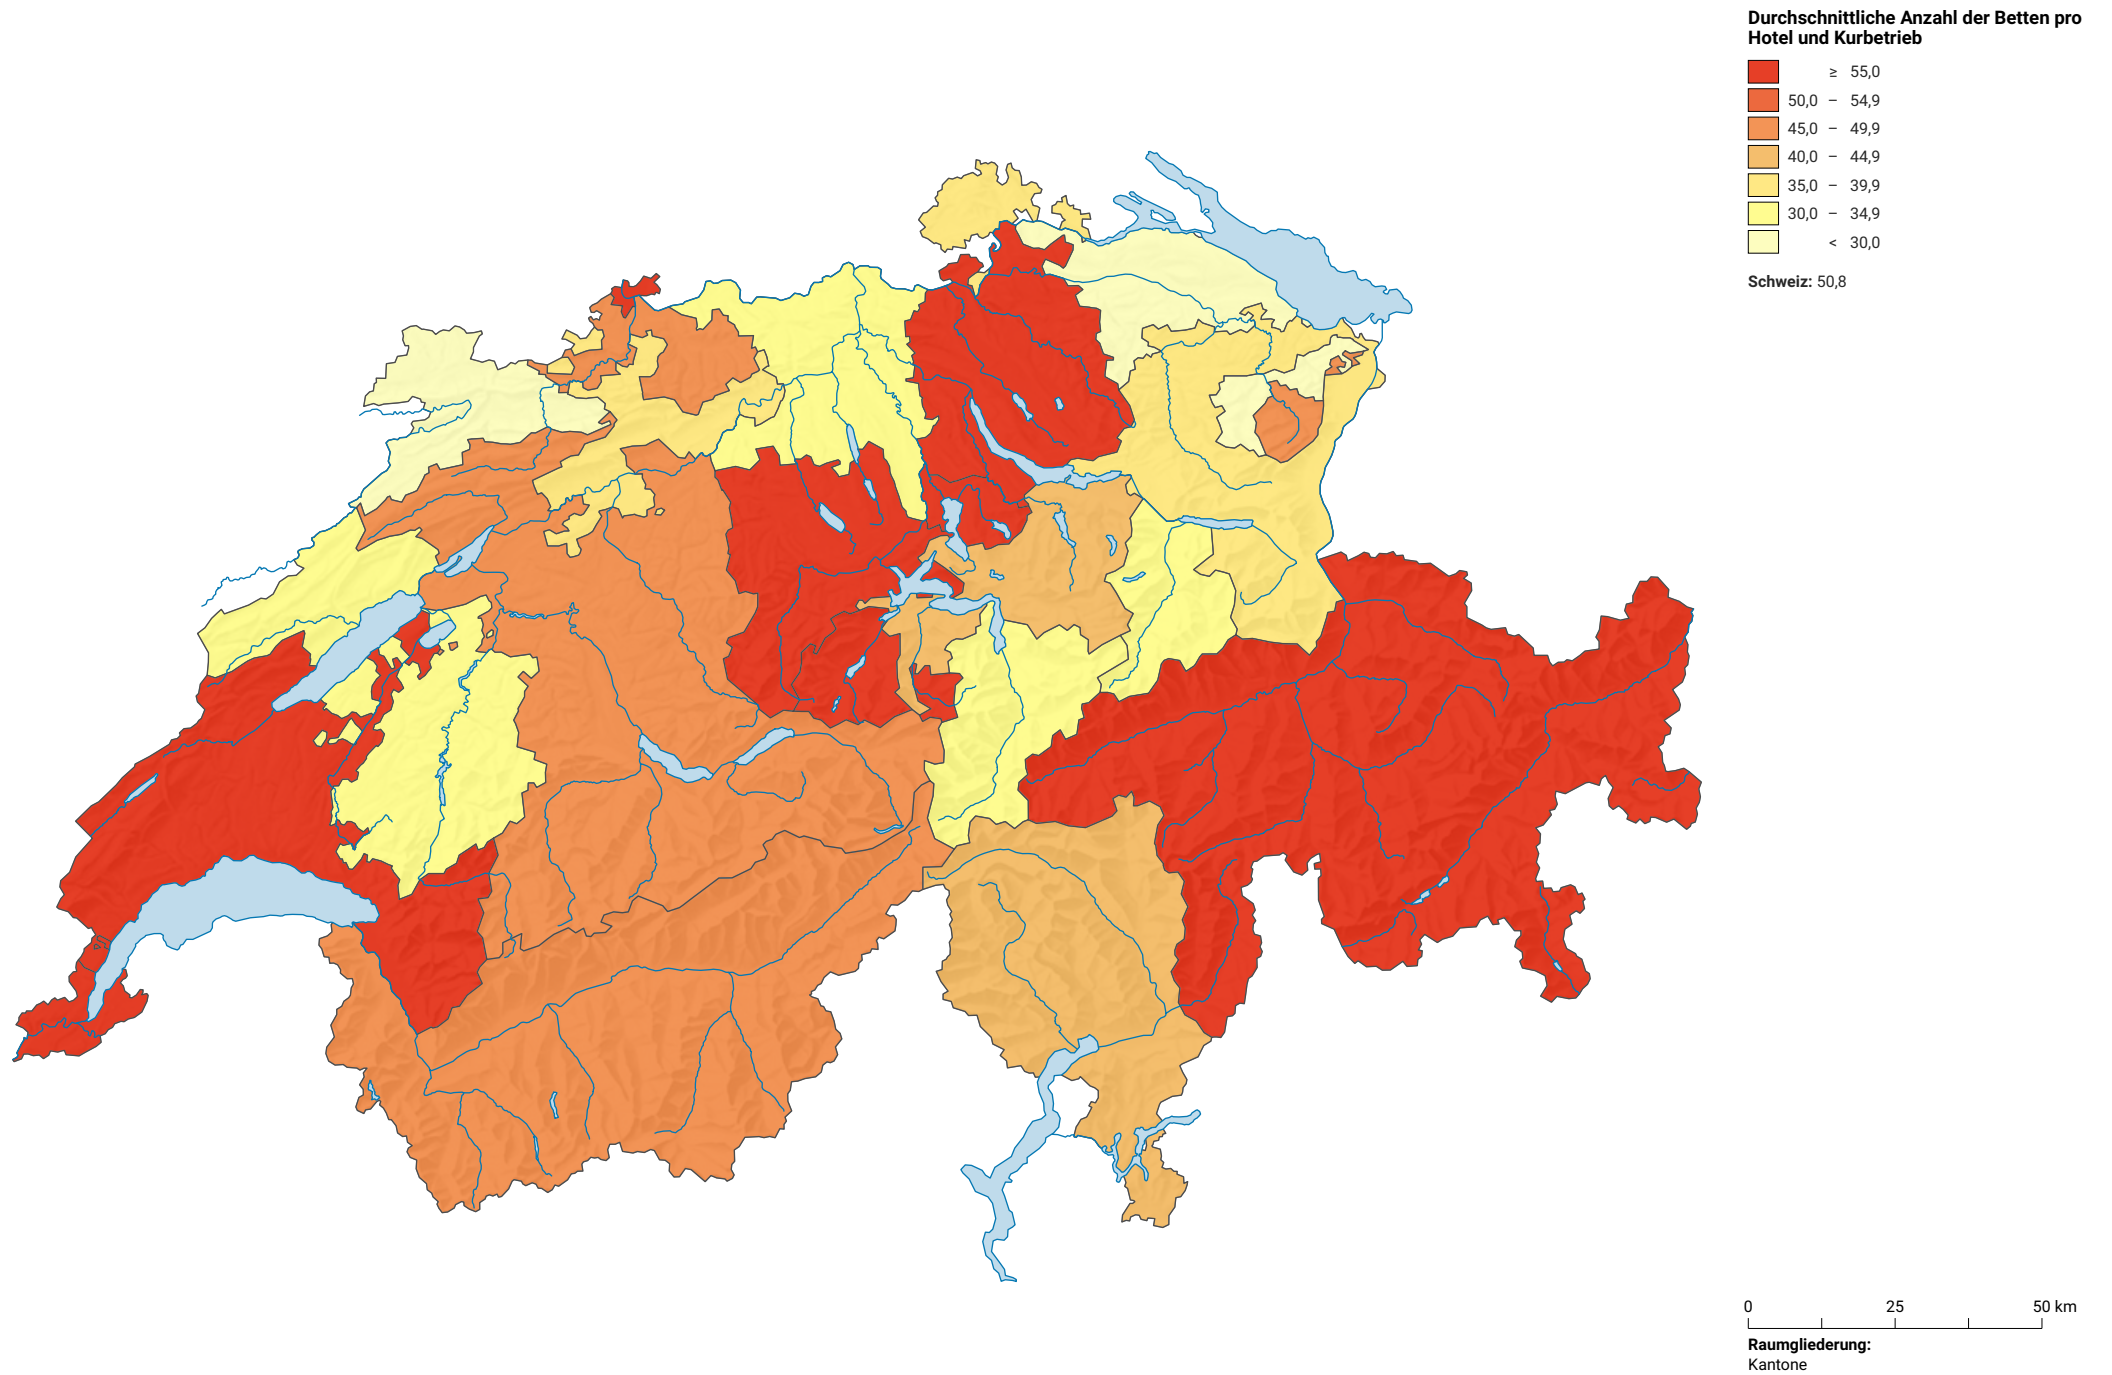 Durchschnittliche Anzahl der Betten pro
Hotel und Kurbetrieb
≥ 55,0
50,0 – 54,9
45,0 – 49,9
40,0 – 44,9
35,0 – 39,9
30,0 – 34,9
< 30,0
Schweiz: 50,8
0 25 50 km
Raumgliederung:
Kantone